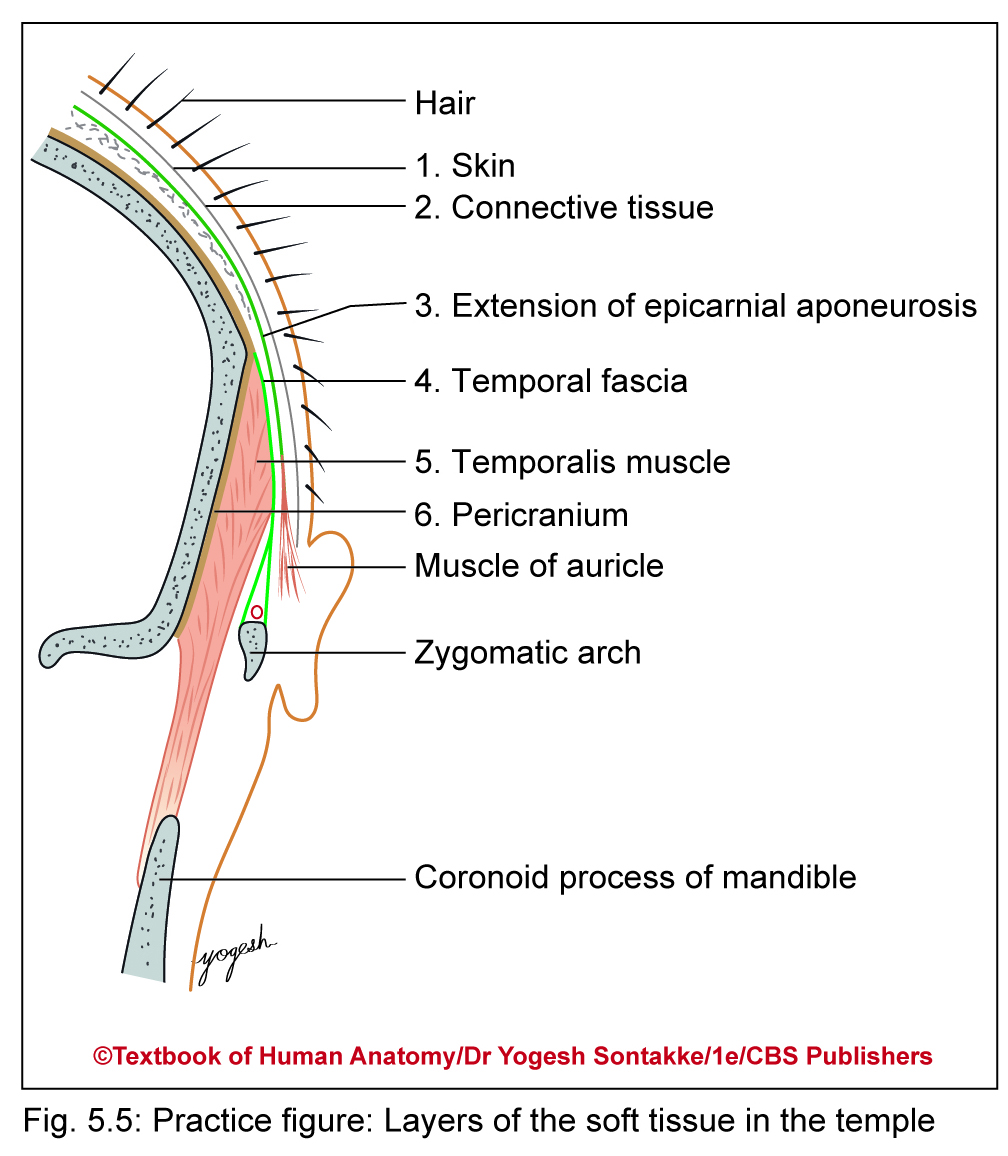 Hair
1. Skin
2. Connective tissue
3. Extension of epicarnial aponeurosis
4. Temporal fascia
5. Temporalis muscle
6. Pericranium
Muscle of auricle
Zygomatic arch
Coronoid process of mandible
yogesh
©Textbook of Human Anatomy/Dr Yogesh Sontakke/1e/CBS Publishers
Fig. 5.5: Practice figure: Layers of the soft tissue in the temple